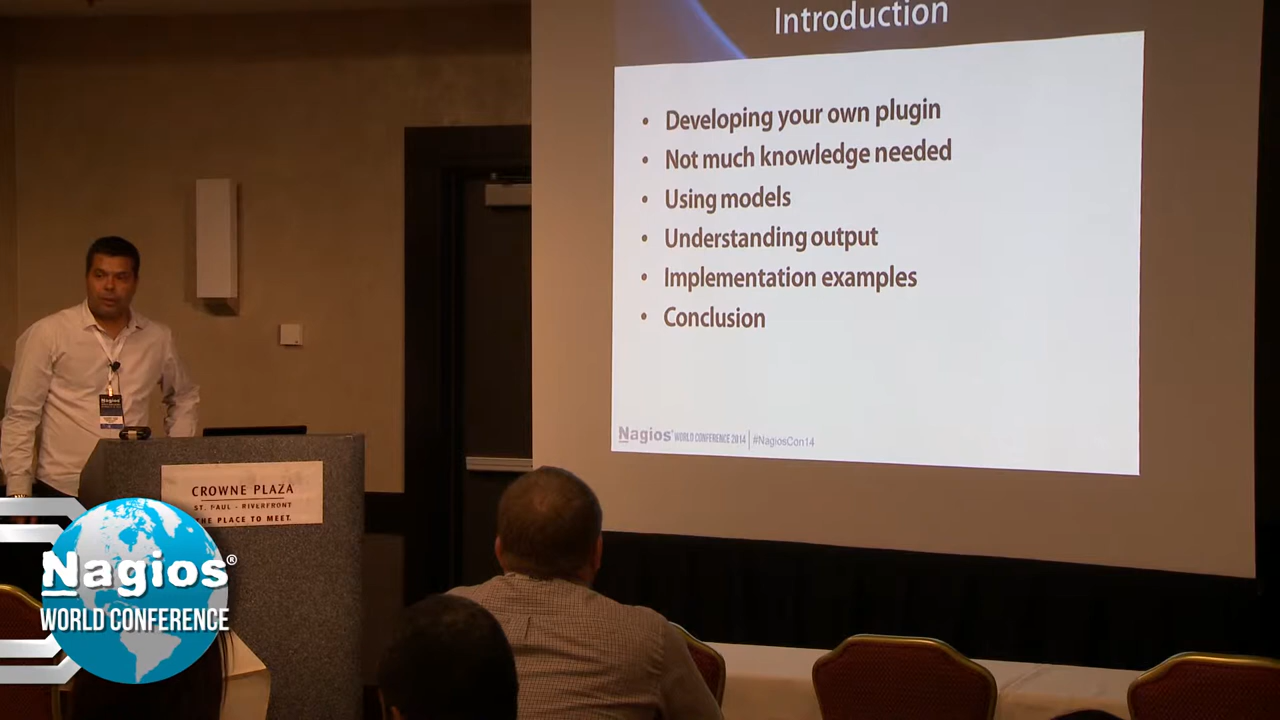 Introduction
• Developing your own plugin
• Not much knowledge needed
• Using models
• Understanding output
• Implementation examples
• Conclusion
Nagios® WORLD CONFERENCE 2014 | #NagiosCon14
Nagios
CROWNE PLAZA
ST. PAUL - RIVERFRONT
THE PLACE TO MEET.
Nagios®
WORLD CONFERENCE